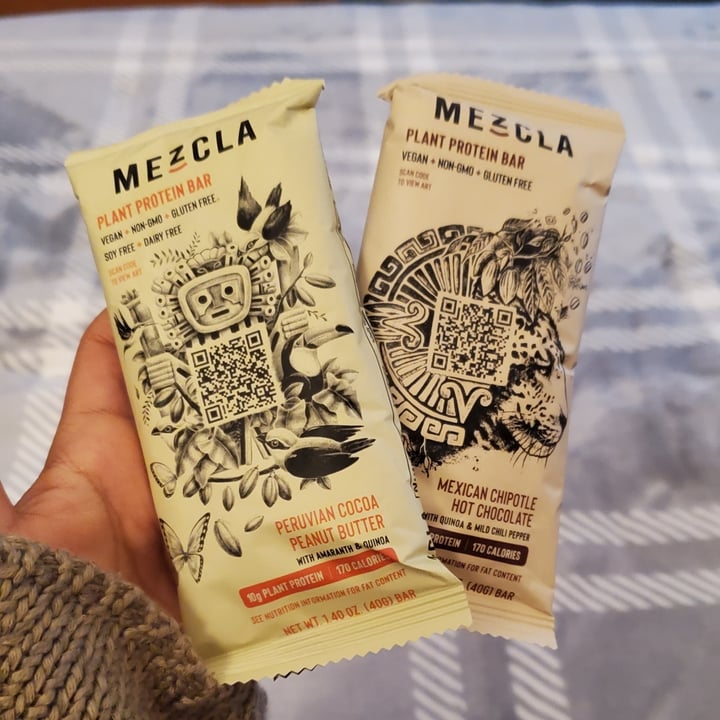 MEZCLA
PLANT PROTEIN BAR
VEGAN + NON-GMO + GLUTEN FREE
SOY FREE + DAIRY FREE
SCAN CODE
TO VIEW ART
PERUVIAN COCOA
PEANUT BUTTER
WITH AMARANTH & QUINOA
10g PLANT PROTEIN | 170 CALORIES
SEE NUTRITION INFORMATION FOR FAT CONTENT
NET WT. 1.40 OZ. (40G) BAR
MEZCLA
PLANT PROTEIN BAR
VEGAN + NON-GMO + GLUTEN FREE
SCAN CODE
TO VIEW ART
MEXICAN CHIPOTLE
HOT CHOCOLATE
WITH QUINOA & MILD CHILI PEPPER
PROTEIN | 170 CALORIES
INFORMATION FOR FAT CONTENT
(40G) BAR